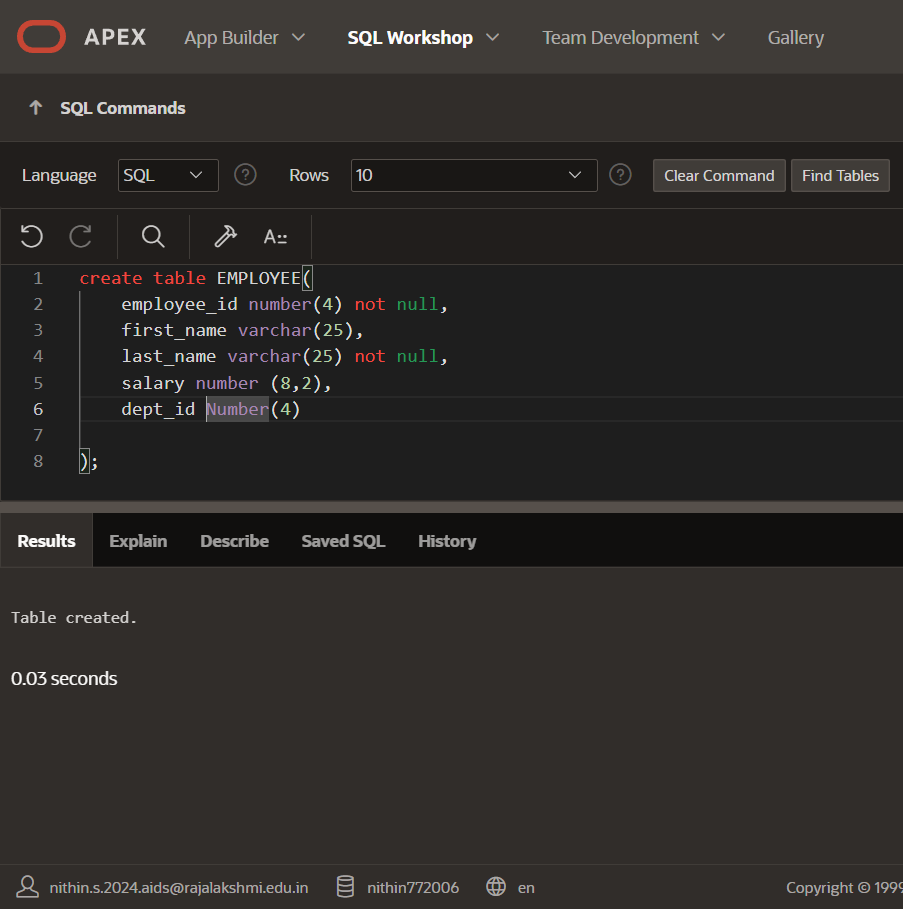 APEX App Builder SQL Workshop Team Development Gallery
SQL Commands
Language SQL ? Rows 10 ? Clear Command Find Tables
A::
1 create table EMPLOYEE(
2 employee_id number(4) not null,
3 first_name varchar(25),
4 last_name varchar(25) not null,
5 salary number (8,2),
6 dept_id Number(4)
7
8 );
Results Explain Describe Saved SQL History
Table created.
0.03 seconds
nithin.s.2024.aids@rajalakshmi.edu.in nithin772006 en Copyright © 1999